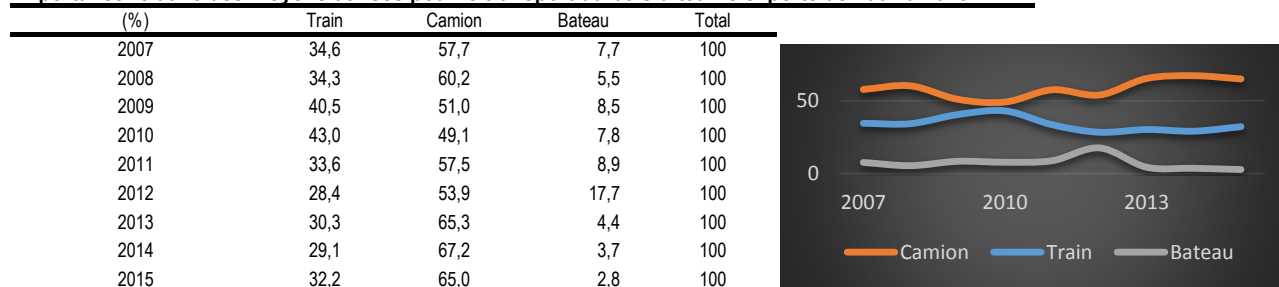 (%) Train Camion Bateau Total
2007 34,6 57,7 7,7 100
2008 34,3 60,2 5,5 100
2009 40,5 51,0 8,5 100
2010 43,0 49,1 7,8 100
2011 33,6 57,5 8,9 100
2012 28,4 53,9 17,7 100
2013 30,3 65,3 4,4 100
2014 29,1 67,2 3,7 100
2015 32,2 65,0 2,8 100
50
0
2007 2010 2013
Camion Train Bateau